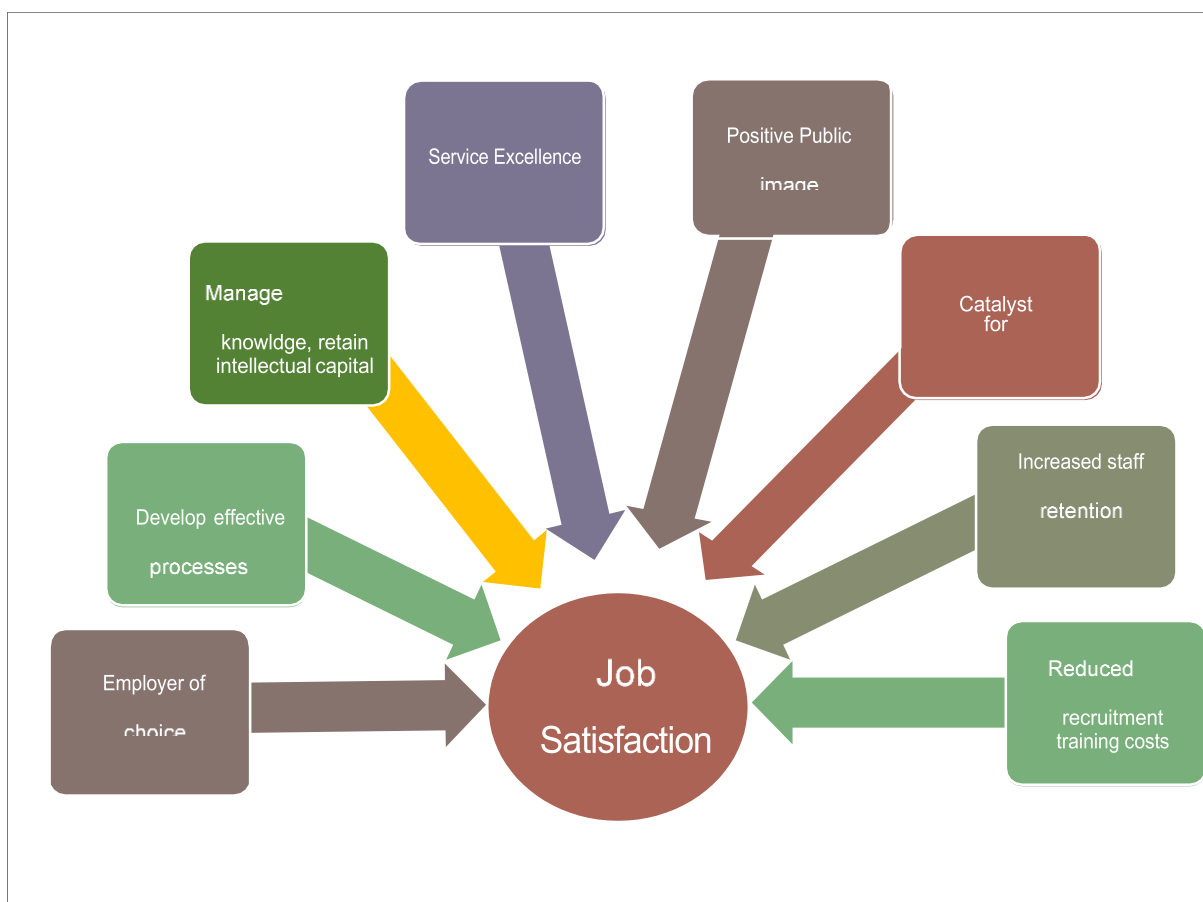 Service Excellence
Positive Public
image
Manage
knowldge, retain
intellectual capital
Catalyst
for
Develop effective
processes
Increased staff
retention
Employer of
choice
Job
Satisfaction
Reduced
recruitment
training costs